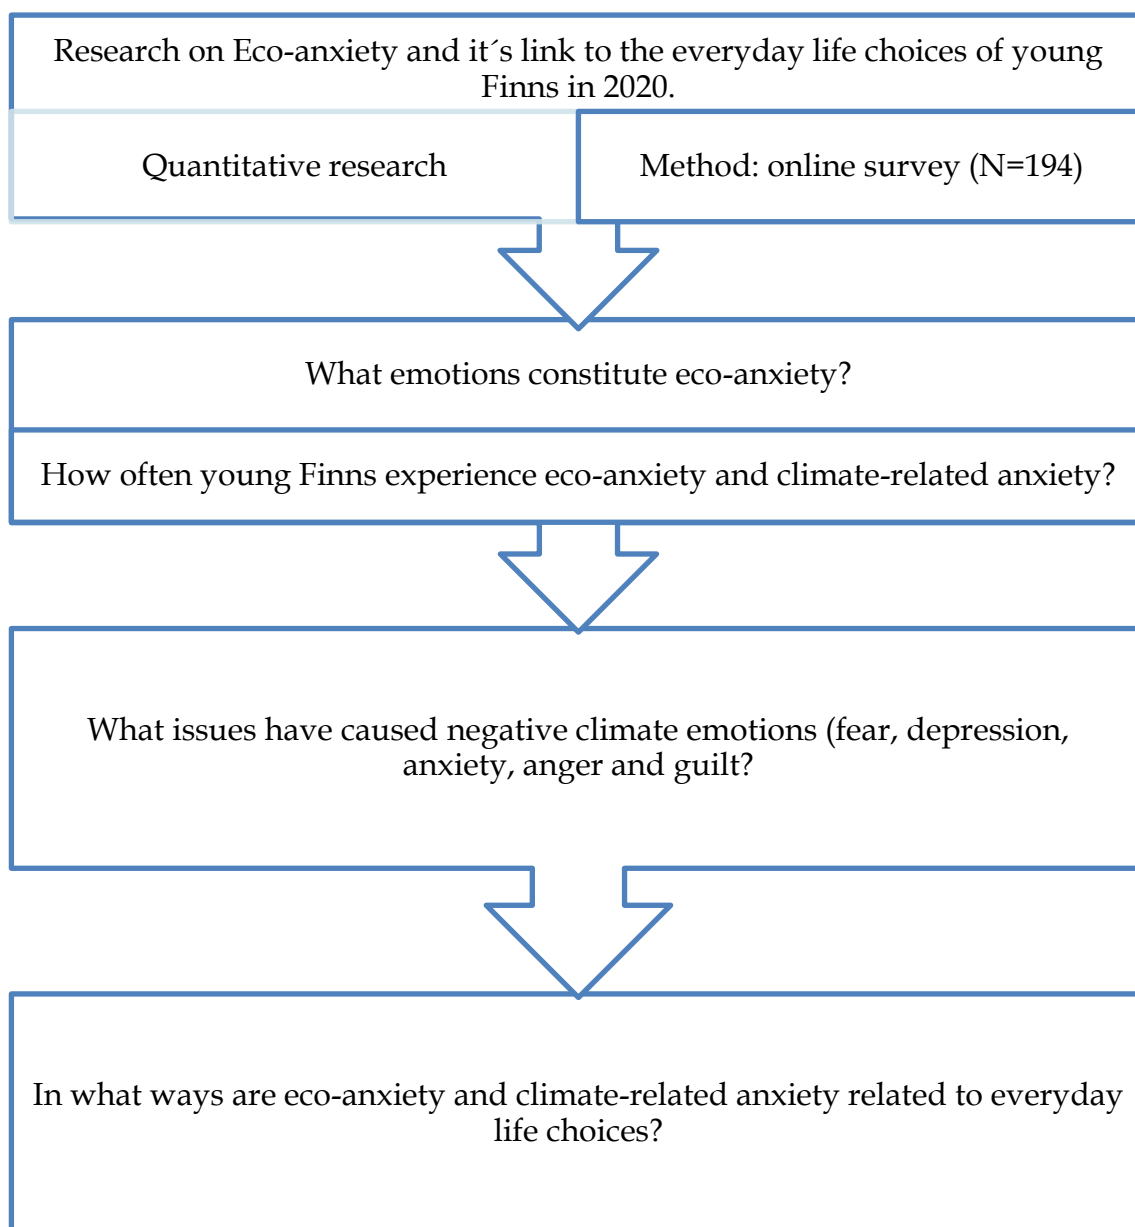 Research on Eco-anxiety and it´s link to the everyday life choices of young
Finns in 2020.
Quantitative research
Method: online survey (N=194)
What emotions constitute eco-anxiety?
How often young Finns experience eco-anxiety and climate-related anxiety?
What issues have caused negative climate emotions (fear, depression,
anxiety, anger and guilt?
In what ways are eco-anxiety and climate-related anxiety related to everyday
life choices?